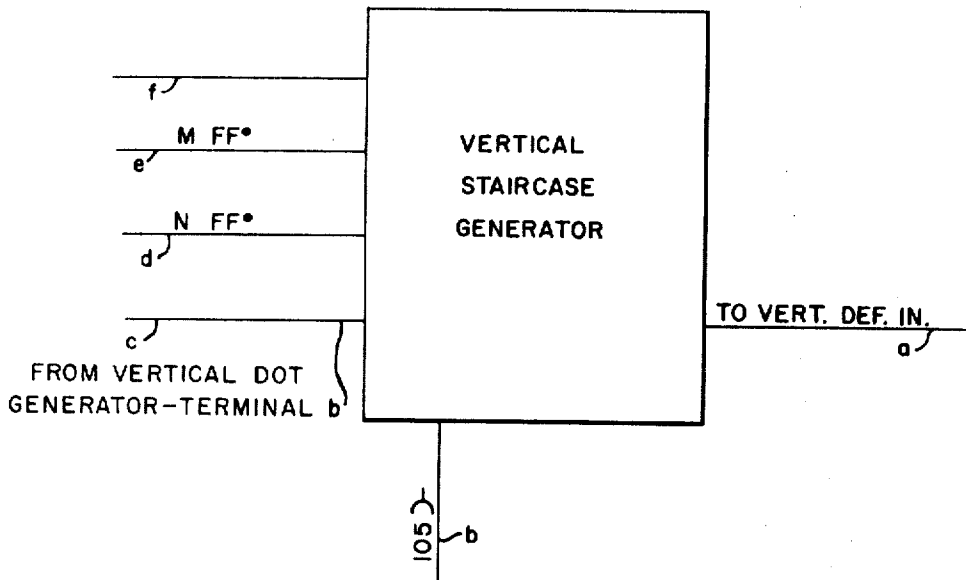 f
M FF•
e
N FF•
d
c
FROM VERTICAL DOT
GENERATOR-TERMINAL b
VERTICAL
STAIRCASE
GENERATOR
TO VERT. DEF. IN.
a
105
b